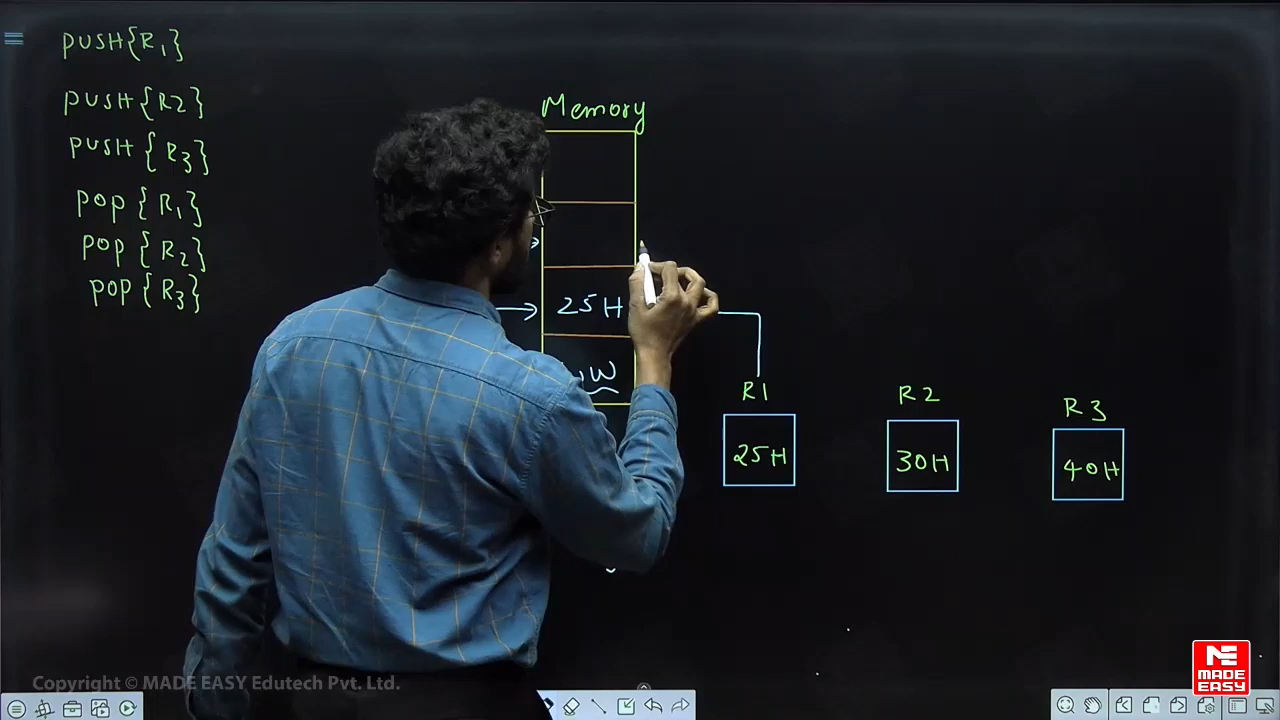 PUSH{R1}
PUSH{R2}
PUSH{R3}
POP{R1}
POP{R2}
POP{R3}
Memory
25H
R1
R2
R3
25H
30H
40H
Copyright © MADE EASY Edutech Pvt. Ltd.
MADE
EASY